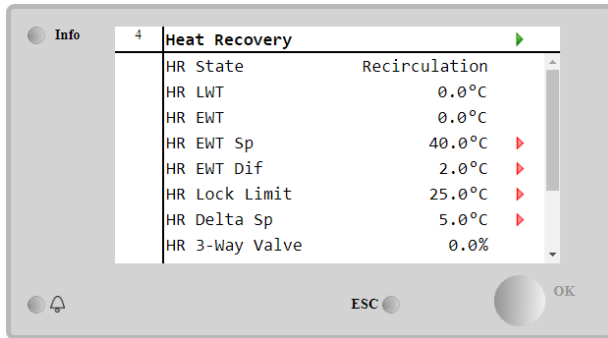 Info
4 Heat Recovery
HR State Recirculation
HR LWT 0.0°C
HR EWT 0.0°C
HR EWT Sp 40.0°C
HR EWT Dif 2.0°C
HR Lock Limit 25.0°C
HR Delta Sp 5.0°C
HR 3-Way Valve 0.0%
ESC
OK